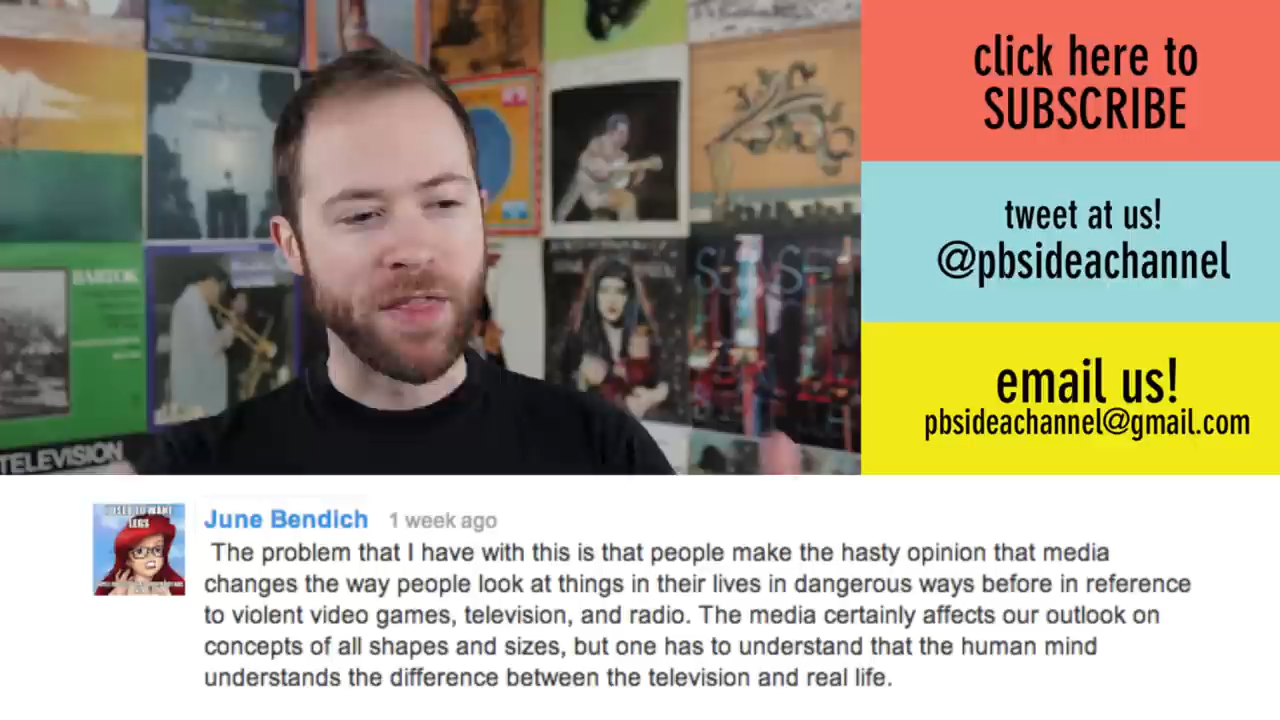 click here to
SUBSCRIBE
tweet at us!
@pbsideachannel
email us!
pbsideachannel@gmail.com
BARTOK
SUNSET
TELEVISION
June Bendich 1 week ago
The problem that I have with this is that people make the hasty opinion that media
changes the way people look at things in their lives in dangerous ways before in reference
to violent video games, television, and radio. The media certainly affects our outlook on
concepts of all shapes and sizes, but one has to understand that the human mind
understands the difference between the television and real life.